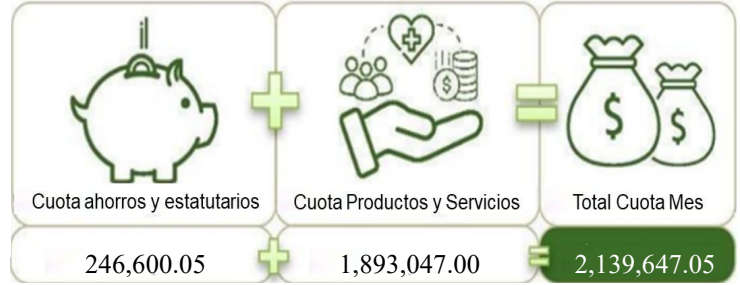 Cuota ahorros y estatutarios
Cuota Productos y Servicios
Total Cuota Mes
246,600.05
1,893,047.00
2,139,647.05